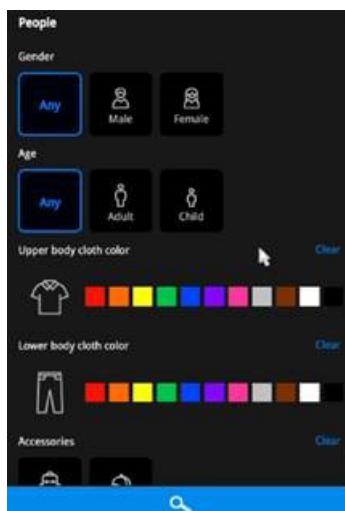 People
Gender
Any
Male
Female
Age
Any
Adult
Child
Upper body cloth color
Clear
Lower body cloth color
Clear
Accessories
Clear